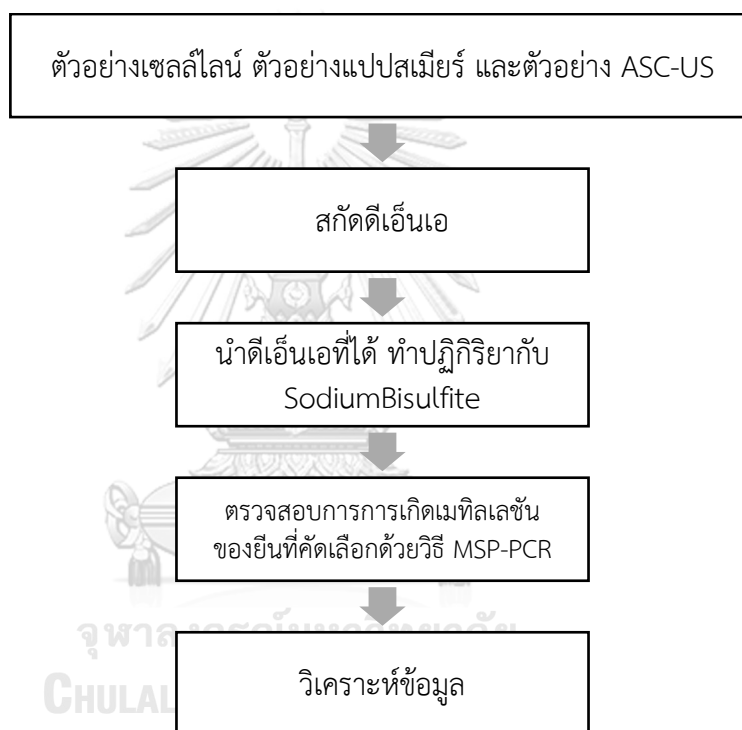 ตัวอย่างเซลล์ไลน์ ตัวอย่างแปปสเมียร์ และตัวอย่าง ASC-US
สกัดดีเอ็นเอ
นำดีเอ็นเอที่ได้ ทำปฏิกิริยากับ
SodiumBisulfite
ตรวจสอบการการเกิดเมทิลเลชัน
ของยีนที่คัดเลือกด้วยวิธี MSP-PCR
วิเคราะห์ข้อมูล